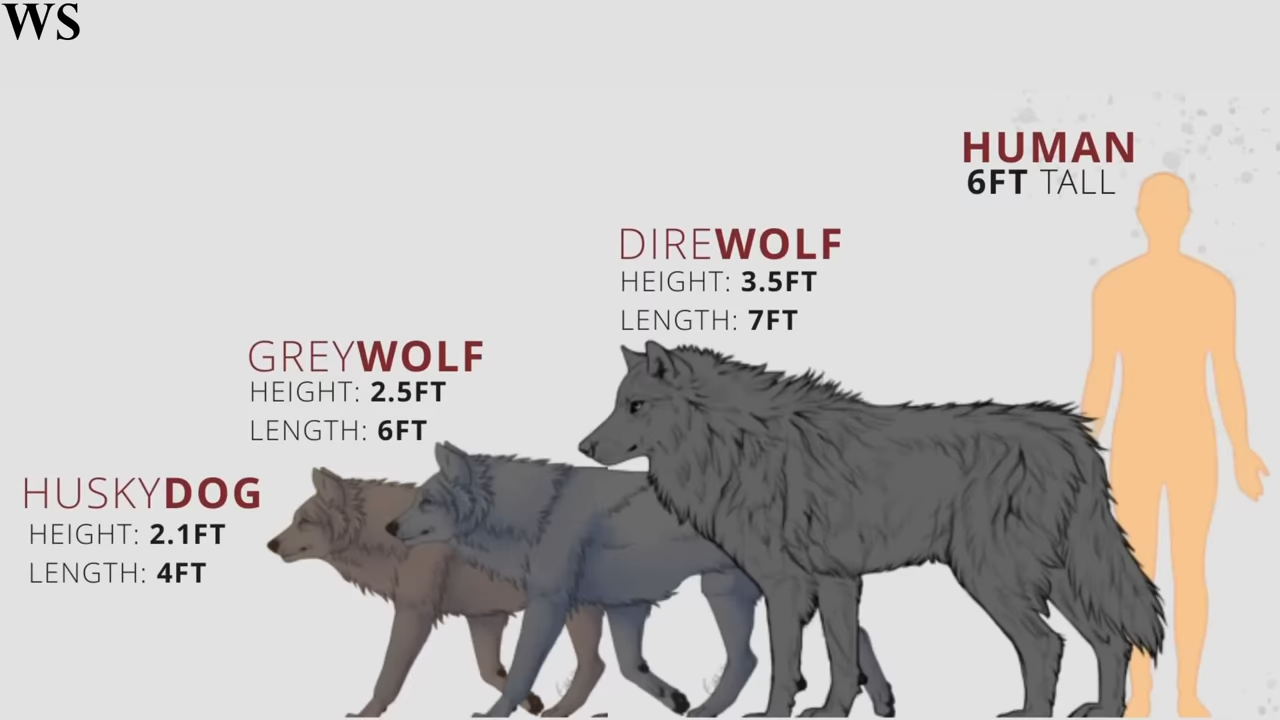 WS
HUMAN
6FT TALL
DIREWOLF
HEIGHT: 3.5FT
LENGTH: 7FT
GREYWOLF
HEIGHT: 2.5FT
LENGTH: 6FT
HUSKYDOG
HEIGHT: 2.1FT
LENGTH: 4FT